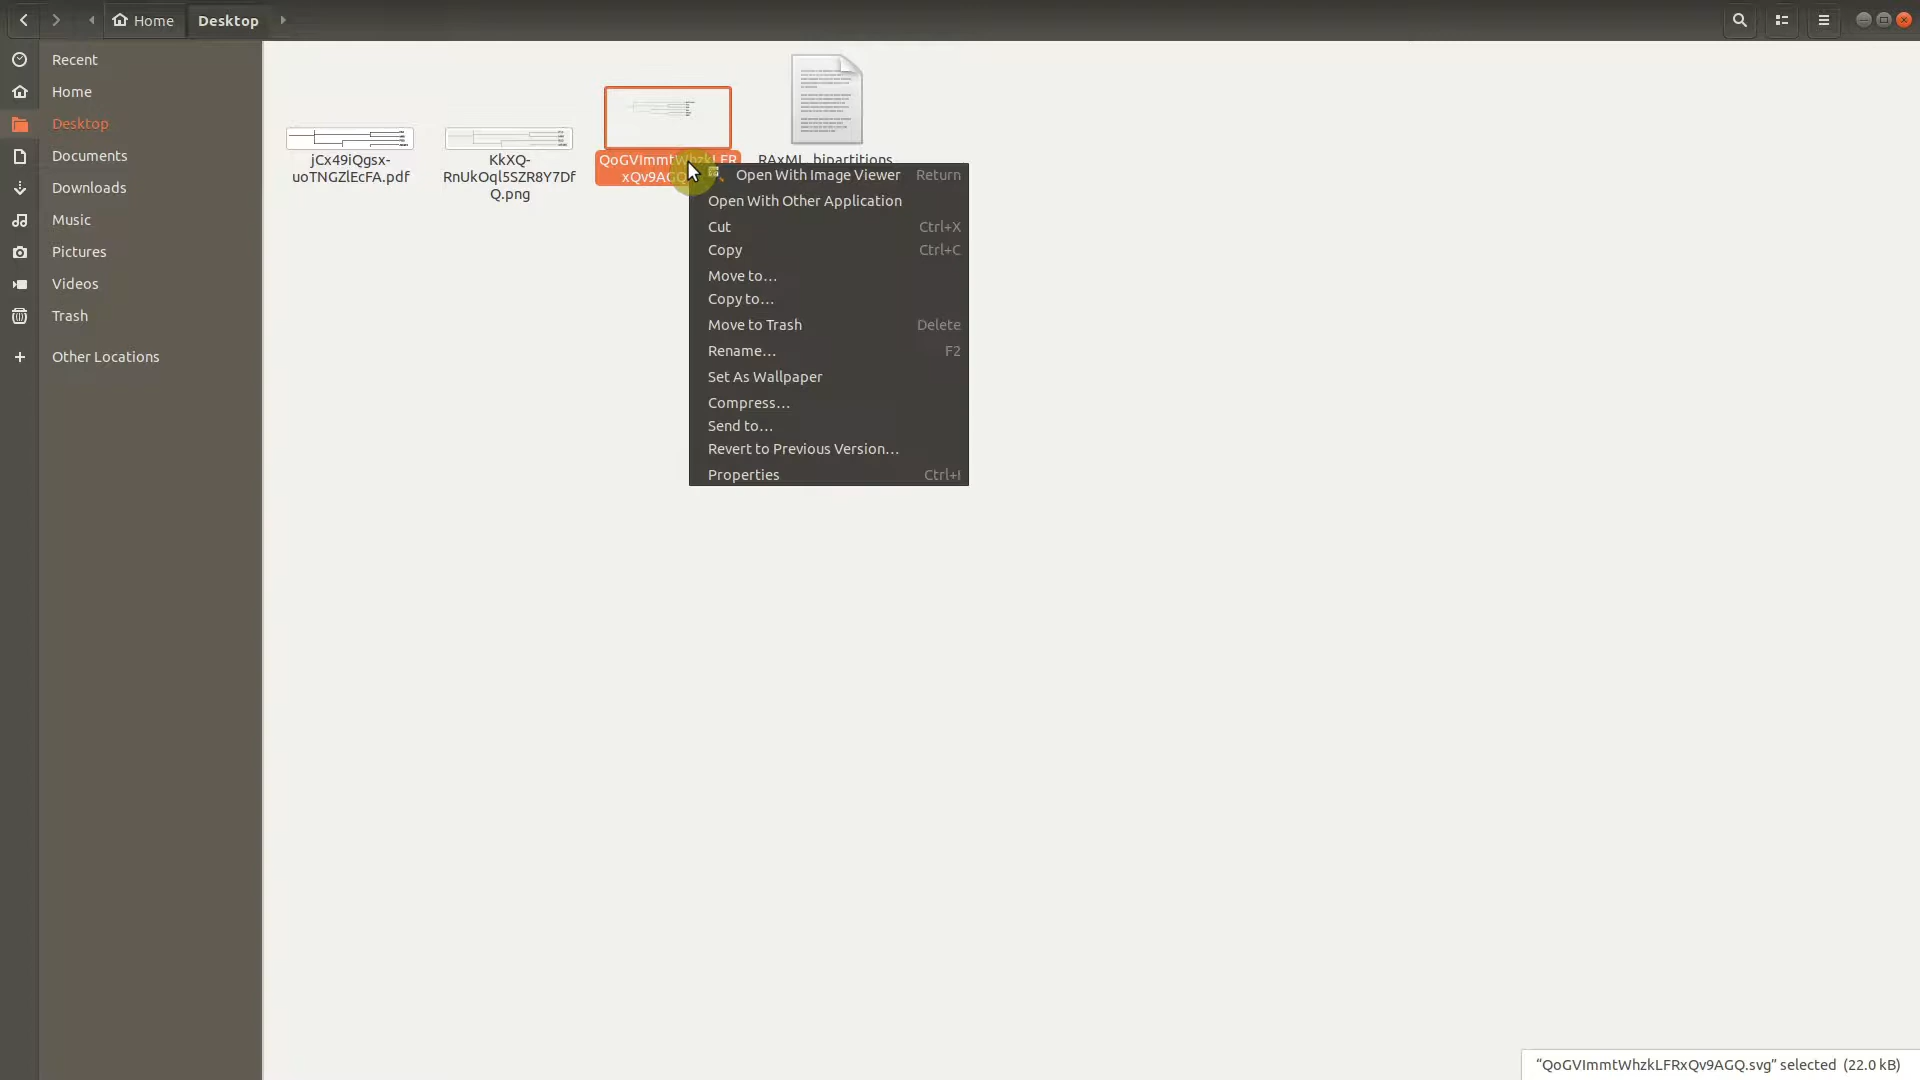 Home
Desktop
Recent
Home
Desktop
Documents
Downloads
Music
Pictures
Videos
Trash
Other Locations
jCx49iQgsx-
uoTNGZlEcFA.pdf
KkXQ-
RnUkOql5SZR8Y7Df
Q.png
QoGVImmtWhzkLFR
xQv9AGQ
RAxML_bipartitions.
Open With Image Viewer Return
Open With Other Application
Cut Ctrl+X
Copy Ctrl+C
Move to…
Copy to…
Move to Trash Delete
Rename… F2
Set As Wallpaper
Compress…
Send to…
Revert to Previous Version…
Properties Ctrl+I
“QoGVImmtWhzkLFRxQv9AGQ.svg” selected (22.0 kB)